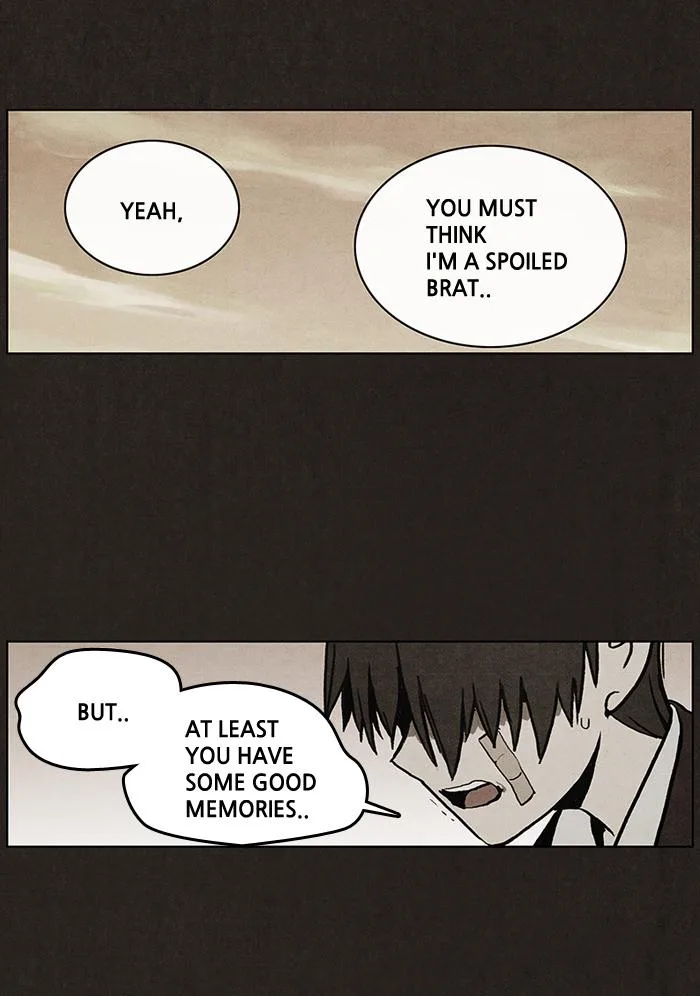 YEAH,
YOU MUST
THINK
I'M A SPOILED
BRAT..
BUT..
AT LEAST
YOU HAVE
SOME GOOD
MEMORIES..